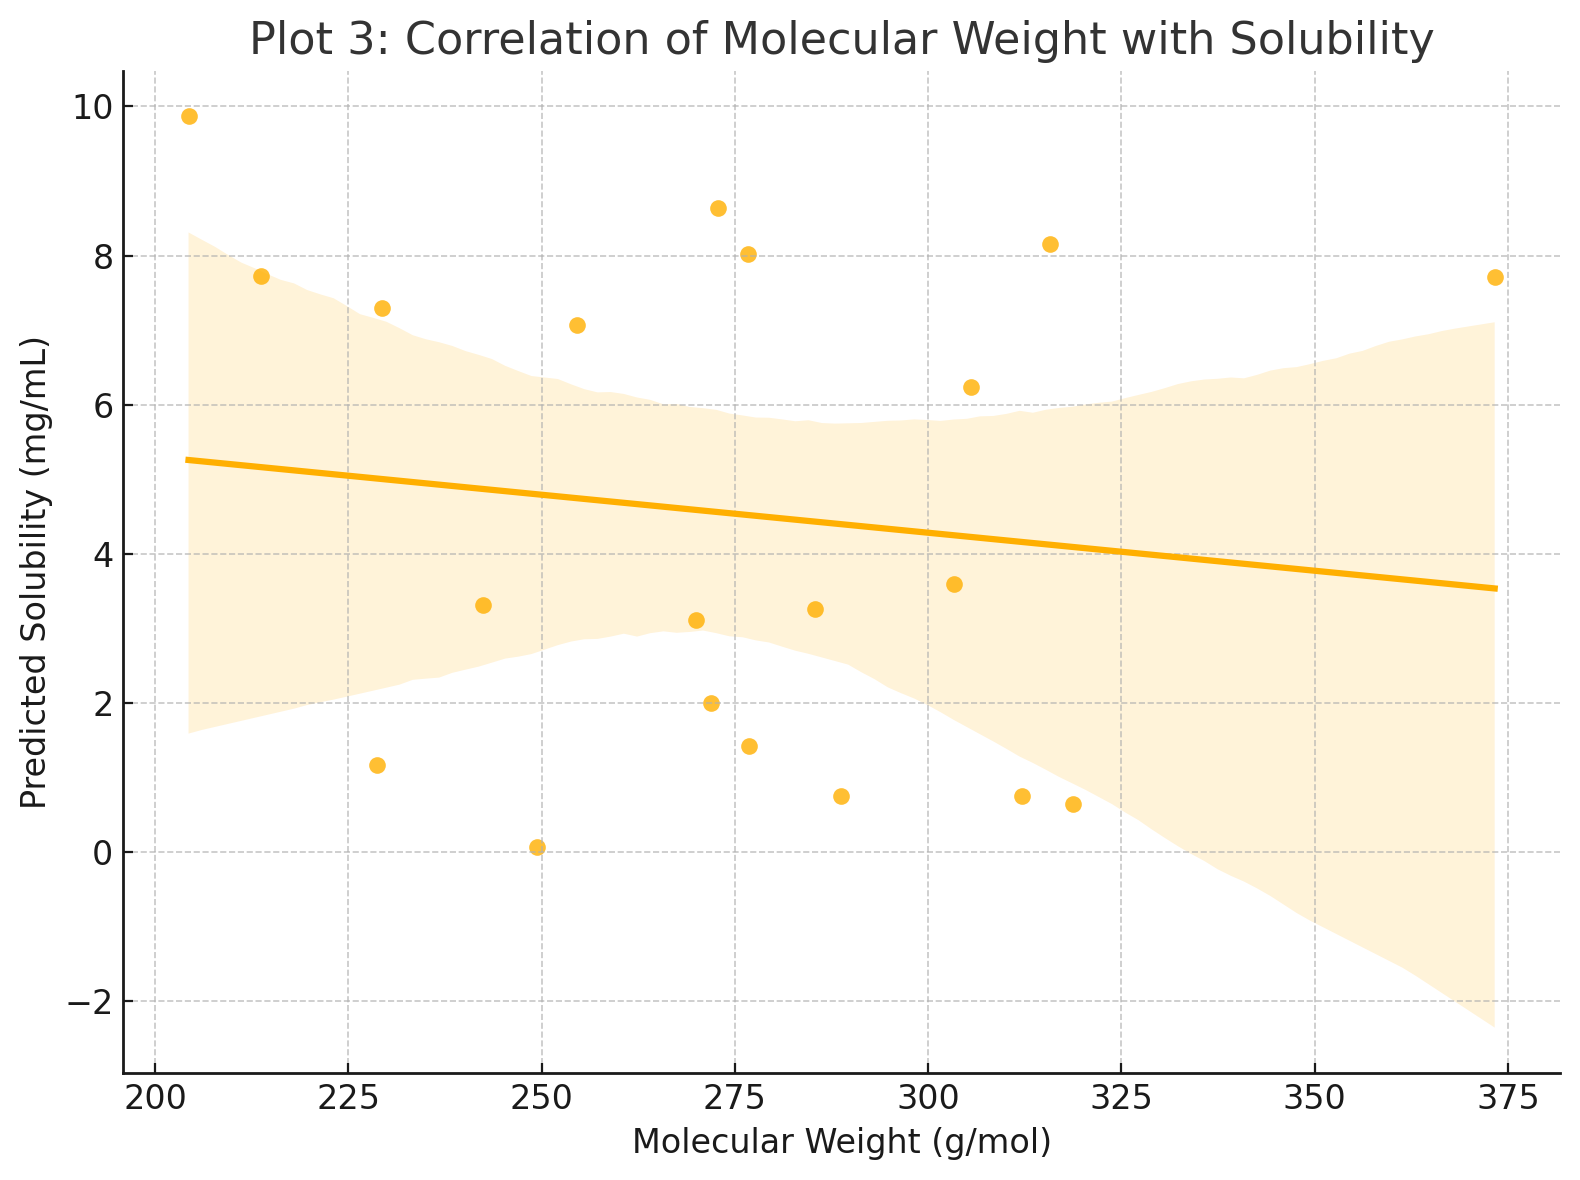 Plot 3: Correlation of Molecular Weight with Solubility
Predicted Solubility (mg/mL)
10
8
6
4
2
0
−2
200 225 250 275 300 325 350 375
Molecular Weight (g/mol)